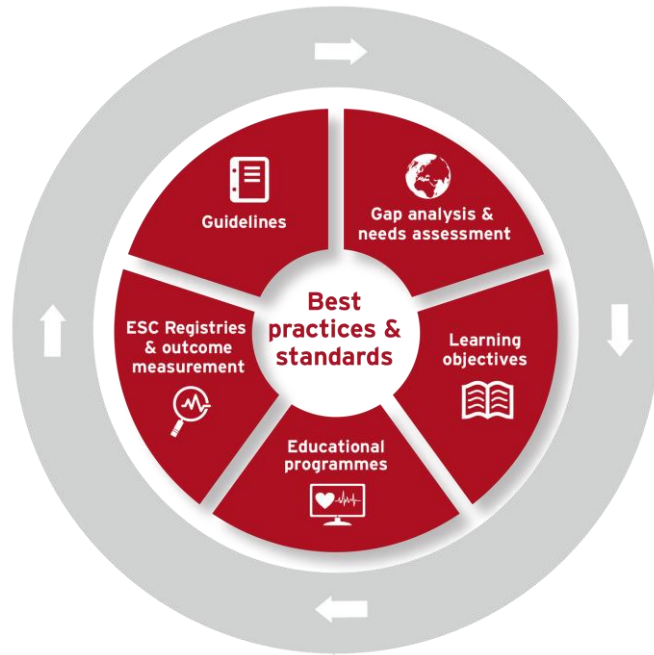 Guidelines
Gap analysis &
needs assessment
Learning
objectives
Educational
programmes
ESC Registries
& outcome
measurement
Best
practices &
standards